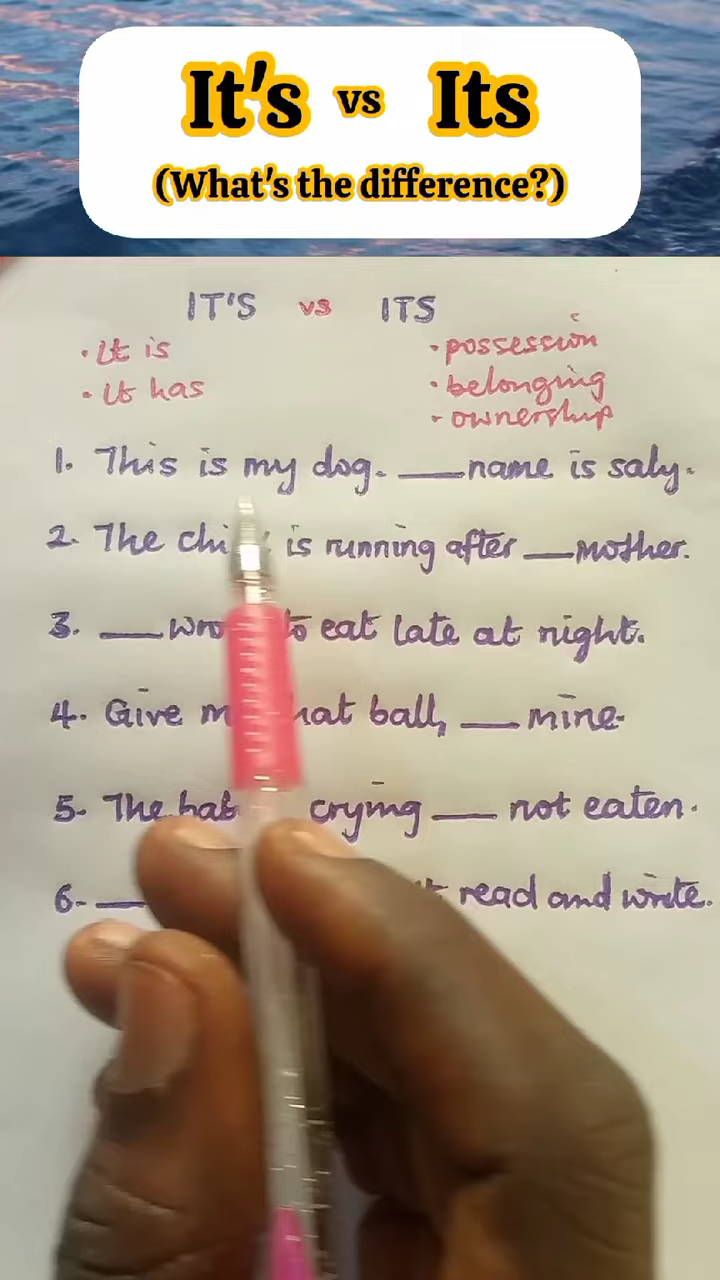 It's vs Its
(What's the difference?)
IT'S vs ITS
• It is
• It has
• possession
• belonging
• ownership
1. This is my dog. ___ name is saly.
2. The is running after ___ mother.
3. ___ to eat late at night.
4. Give ball, ___ mine.
5. The crying ___ not eaten.
6. ___ read and write.